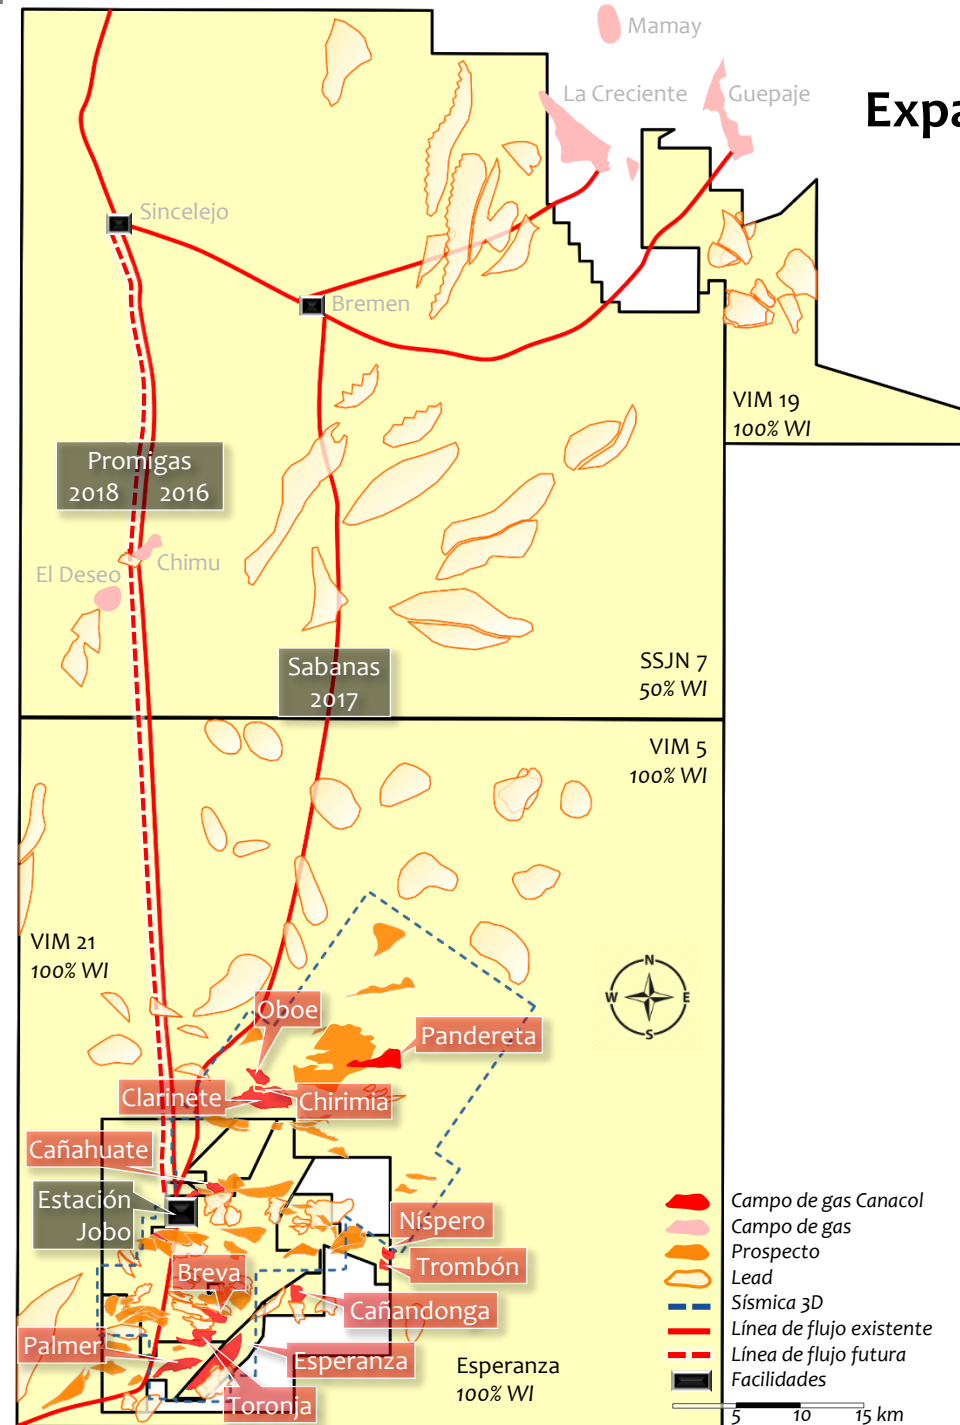 Mamay
La Creciente
Guepaje
Expa
Sincelejo
Bremen
VIM 19
100% WI
Promigas
2018 2016
Chimu
El Deseo
SSJN 7
50% WI
Sabanas
2017
VIM 5
100% WI
VIM 21
100% WI
N
W E
S
Oboe
Pandereta
Clarinete
Chirimia
Cañahuate
Estación
Jobo
Níspero
Trombón
Breva
Cañandonga
Palmer
Esperanza
Toronja
Esperanza
100% WI
Campo de gas Canacol
Campo de gas
Prospecto
Lead
Sísmica 3D
Línea de flujo existente
Línea de flujo futura
Facilidades
5 10 15 km